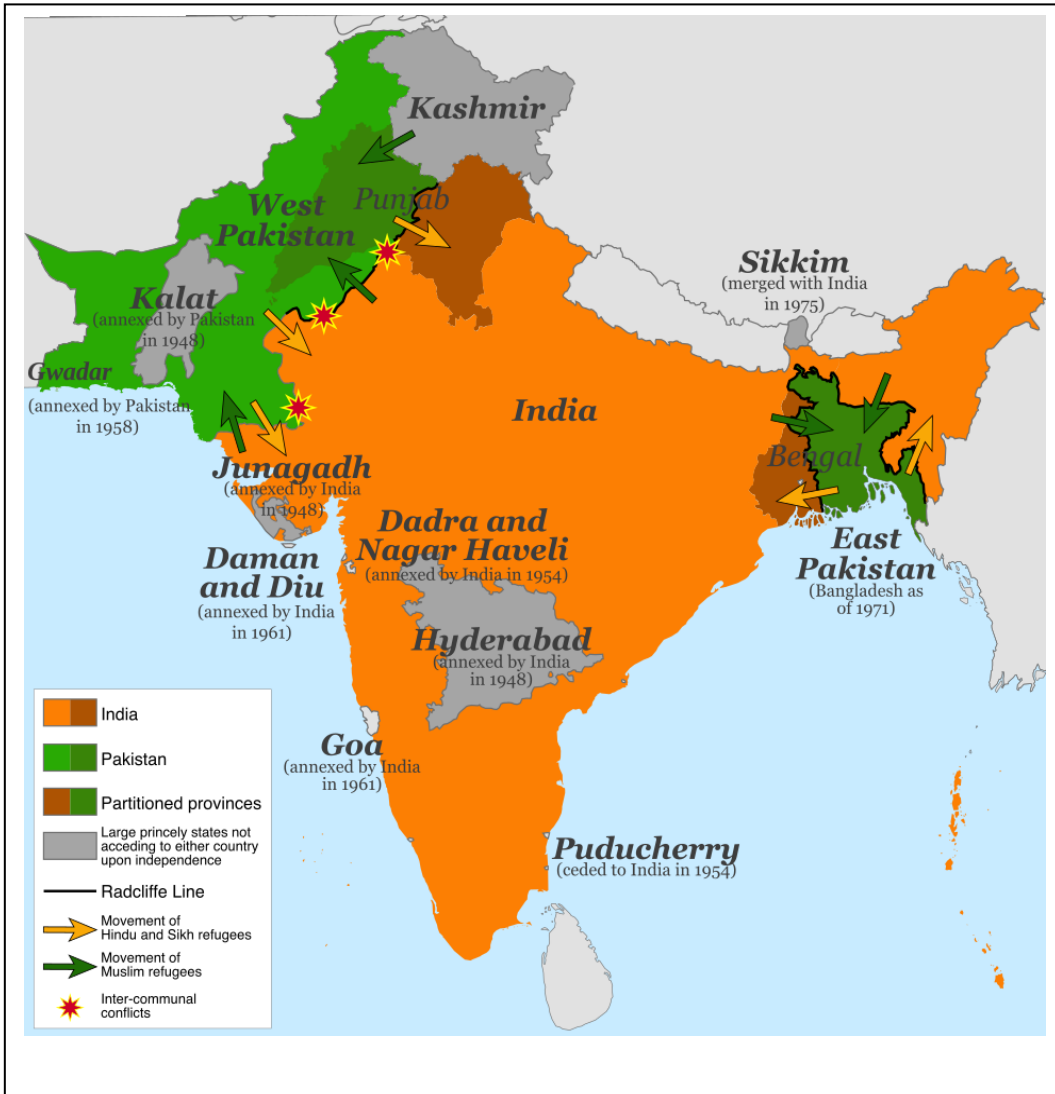 Kashmir
Punjab
West
Pakistan
Sikkim
(merged with India
in 1975)
Kalat
(annexed by Pakistan
in 1948)
Gwadar
(annexed by Pakistan
in 1958)
India
Bengal
Junagadh
(annexed by India
in 1948)
Dadra and
Nagar Haveli
(annexed by India in 1954)
East
Pakistan
(Bangladesh as
of 1971)
Daman
and Diu
(annexed by India
in 1961)
Hyderabad
(annexed by India
in 1948)
Goa
(annexed by India
in 1961)
Puducherry
(ceded to India in 1954)
India
Pakistan
Partitioned provinces
Large princely states not
acceding to either country
upon independence
Radcliffe Line
Movement of
Hindu and Sikh refugees
Movement of
Muslim refugees
Inter-communal
conflicts